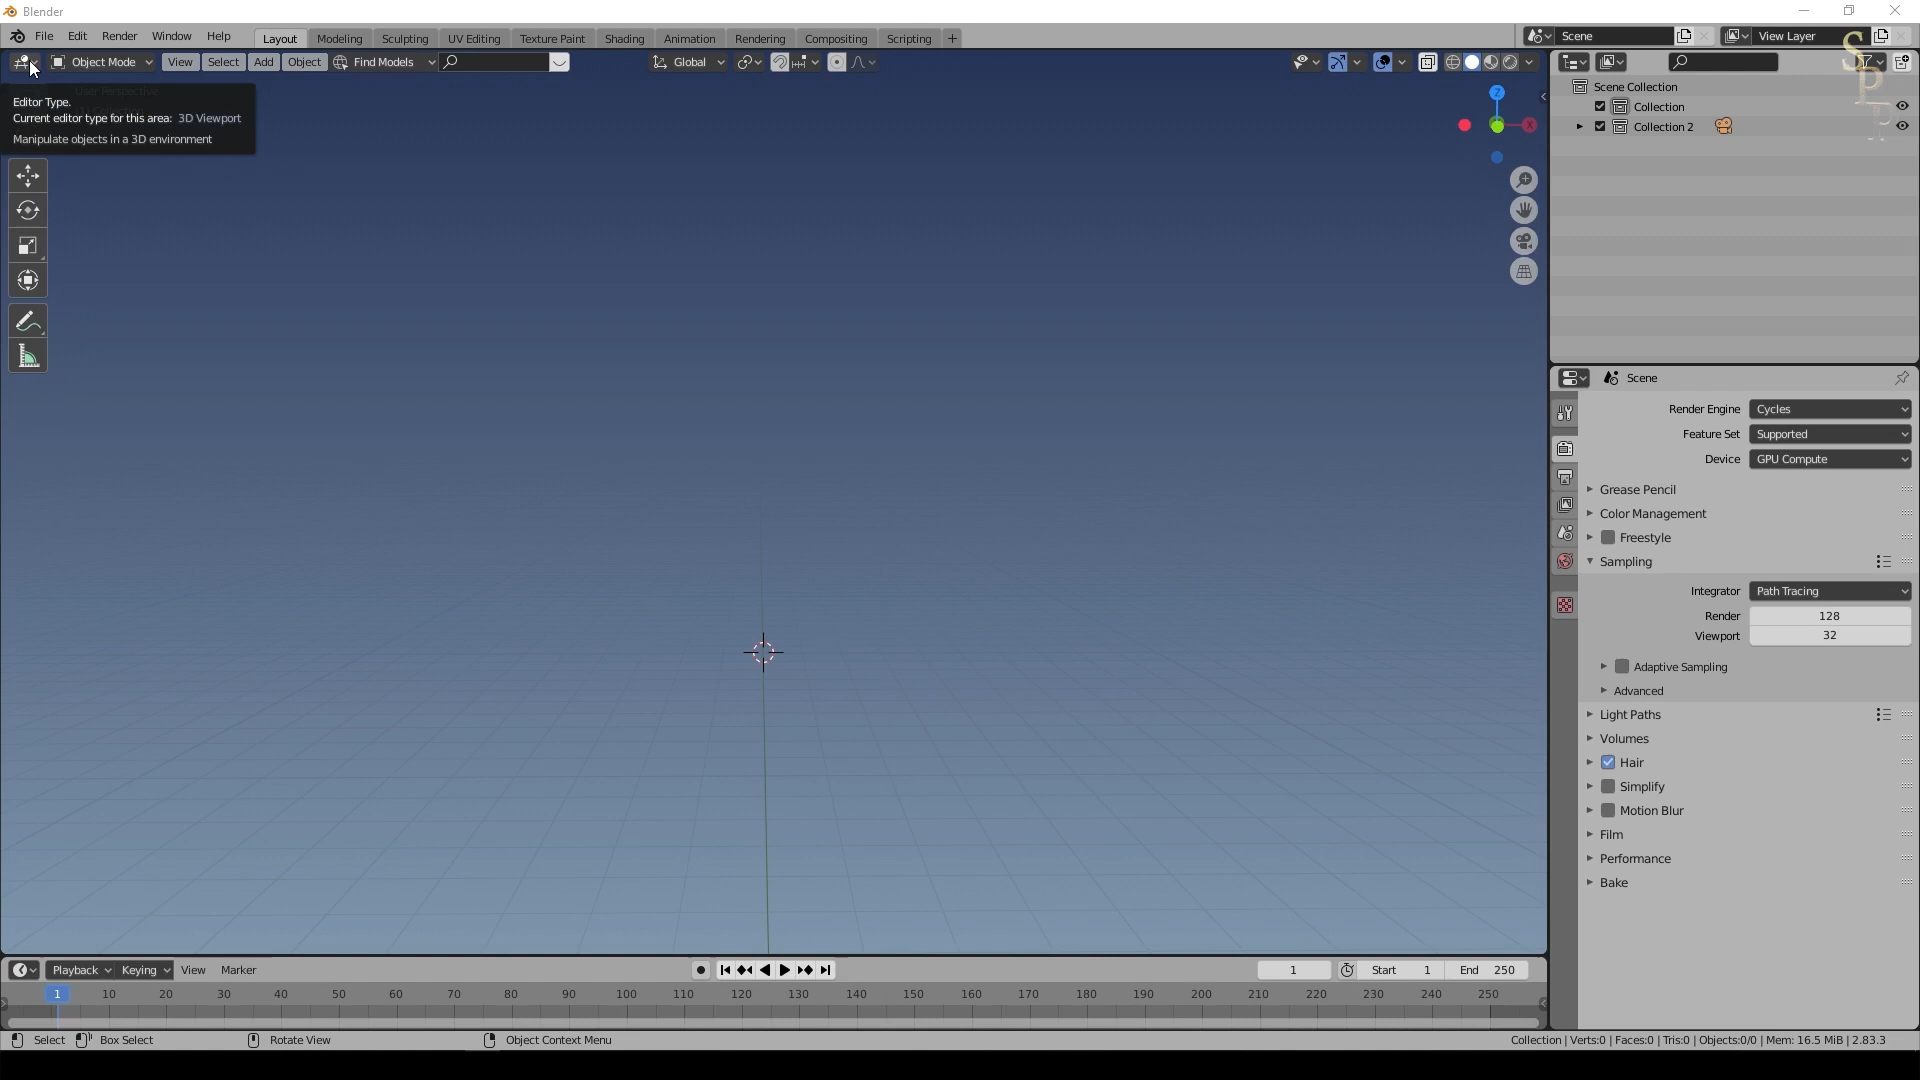 Blender
File Edit Render Window Help Layout Modeling Sculpting UV Editing Texture Paint Shading Animation Rendering Compositing Scripting + Scene View Layer
Object Mode View Select Add Object Find Models Global
User Perspective
Editor Type.
Current editor type for this area: 3D Viewport
Manipulate objects in a 3D environment
Z
X
Scene Collection
Collection
Collection 2
S
P
P
Scene
Render Engine Cycles
Feature Set Supported
Device GPU Compute
Grease Pencil
Color Management
Freestyle
Sampling
Integrator Path Tracing
Render 128
Viewport 32
Adaptive Sampling
Advanced
Light Paths
Volumes
Hair
Simplify
Motion Blur
Film
Performance
Bake
Playback Keying View Marker 1 Start 1 End 250
1 10 20 30 40 50 60 70 80 90 100 110 120 130 140 150 160 170 180 190 200 210 220 230 240 250
Select Box Select Rotate View Object Context Menu Collection | Verts:0 | Faces:0 | Tris:0 | Objects:0/0 | Mem: 16.5 MiB | 2.83.3